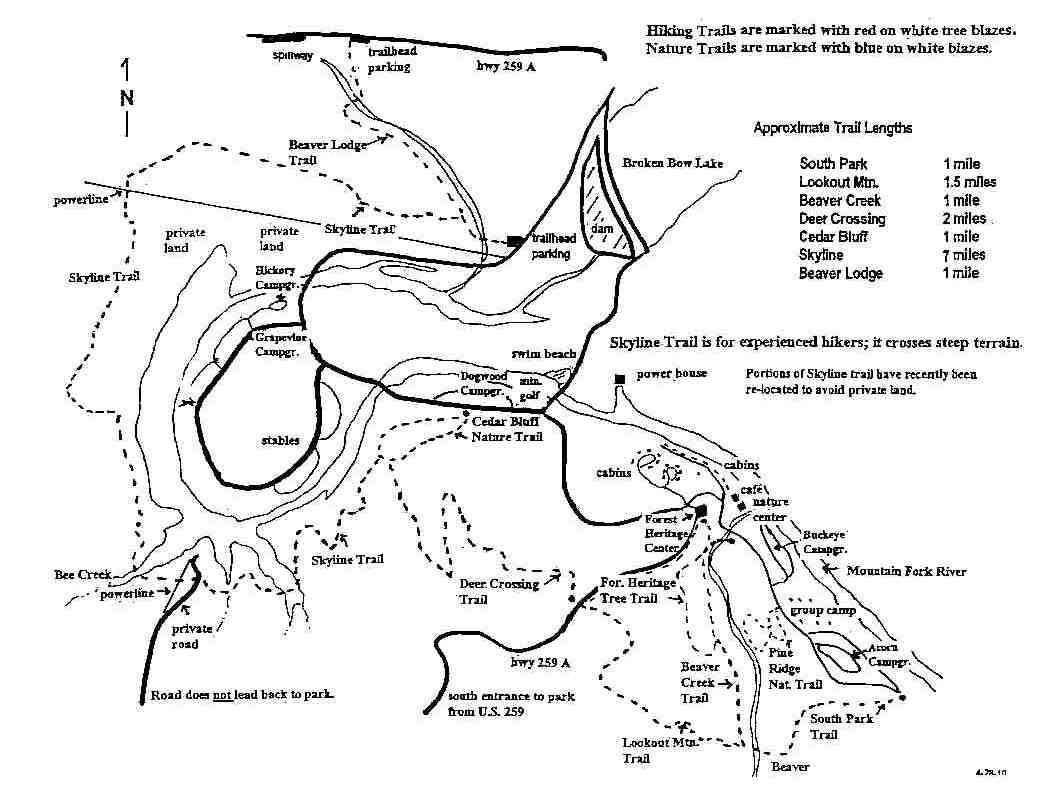 Hiking Trails are marked with red on white tree blazes.
Nature Trails are marked with blue on white blazes.
spillway
trailhead
parking
hwy 259 A
N
Approximate Trail Lengths
South Park 1 mile
Lookout Mtn. 1.5 miles
Beaver Creek 1 mile
Deer Crossing 2 miles
Cedar Bluff 1 mile
Skyline 7 miles
Beaver Lodge 1 mile
Beaver Lodge
Trail
Broken Bow Lake
powerline
private
land
private
land
Skyline Trail
trailhead
parking
dam
Skyline Trail
Hickory
Campgr.
Grapevine
Campgr.
swim beach
Skyline Trail is for experienced hikers; it crosses steep terrain.
Dogwood
Campgr.
min.
golf
power house
Portions of Skyline trail have recently been
re-located to avoid private land.
Cedar Bluff
Nature Trail
stables
cabins
cabins
café
nature
center
Forest
Heritage
Center
Buckeye
Campgr.
Skyline Trail
Bee Creek
powerline
Deer Crossing
Trail
For. Heritage
Tree Trail
Mountain Fork River
group camp
private
road
hwy 259 A
Beaver
Creek
Trail
Pine
Ridge
Nat. Trail
Acorn
Campgr.
Road does not lead back to park.
south entrance to park
from U.S. 259
South Park
Trail
Lookout Mtn.
Trail
Beaver